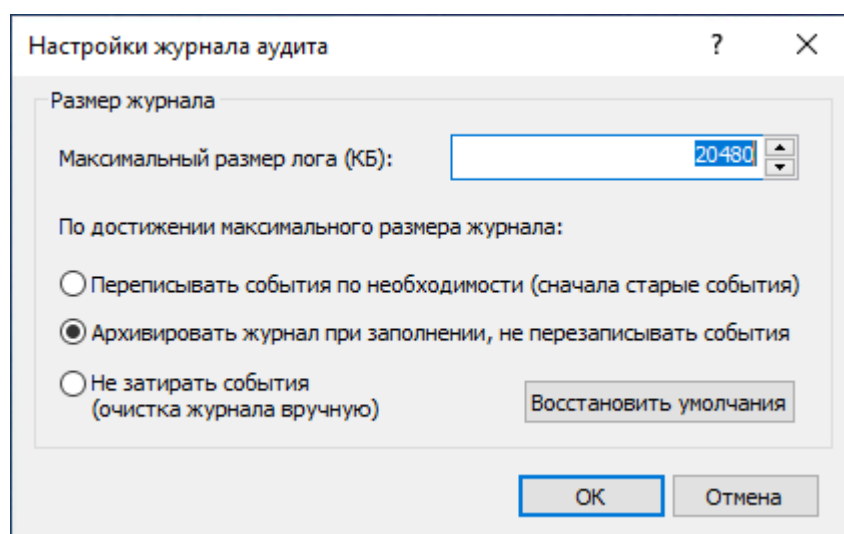 Настройки журнала аудита ?
Размер журнала
Максимальный размер лога (КБ): 20480
По достижении максимального размера журнала:
Переписывать события по необходимости (сначала старые события)
Архивировать журнал при заполнении, не перезаписывать события
Не затирать события
(очистка журнала вручную) Восстановить умолчания
ОК Отмена